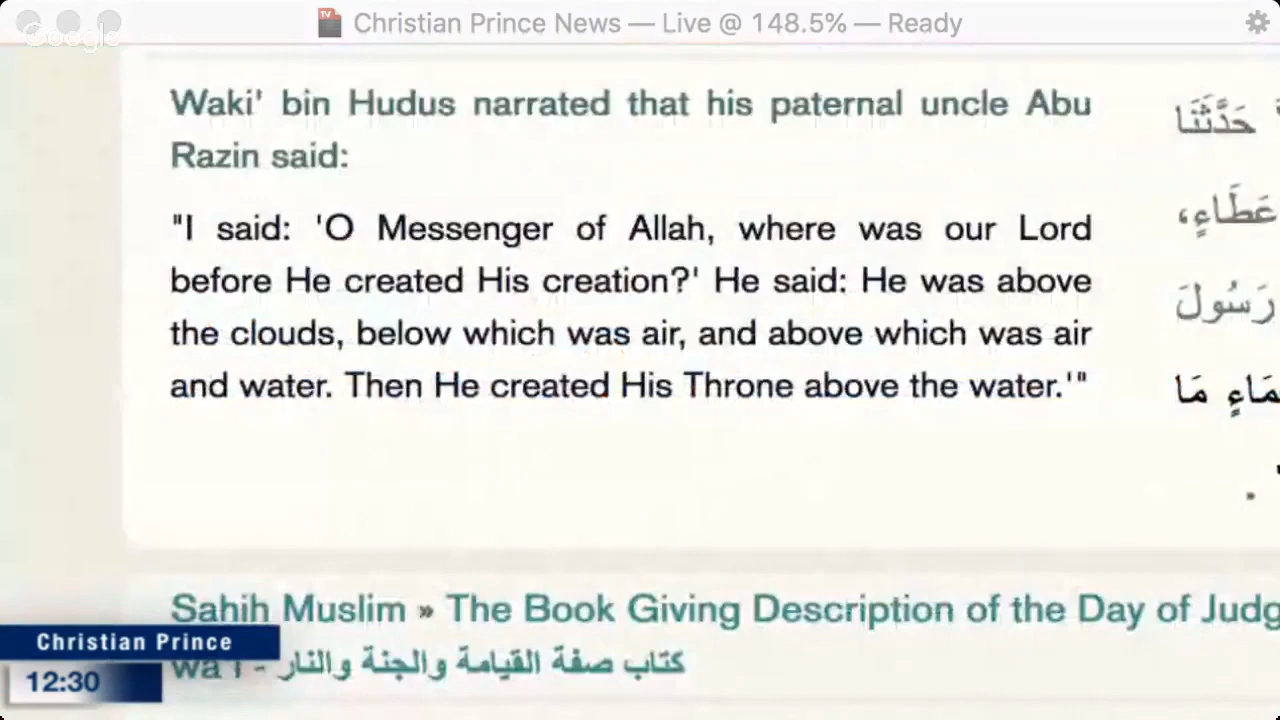 Google
Christian Prince News — Live @ 148.5% — Ready
Waki' bin Hudus narrated that his paternal uncle Abu
Razin said:
"I said: 'O Messenger of Allah, where was our Lord
before He created His creation?' He said: He was above
the clouds, below which was air, and above which was air
and water. Then He created His Throne above the water.'"
حَدَّثَنَا
عَطَاءٍ،
رَسُولَ
مَاءٍ مَا
Sahih Muslim » The Book Giving Description of the Day of Judg
كتاب صفة القيامة والجنة والنار
Christian Prince
12:30